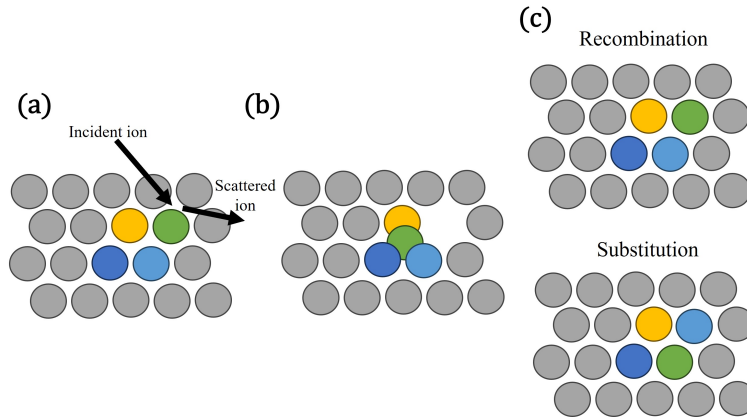 (c)
Recombination
(a)
(b)
Incident ion
Scattered
ion
Substitution